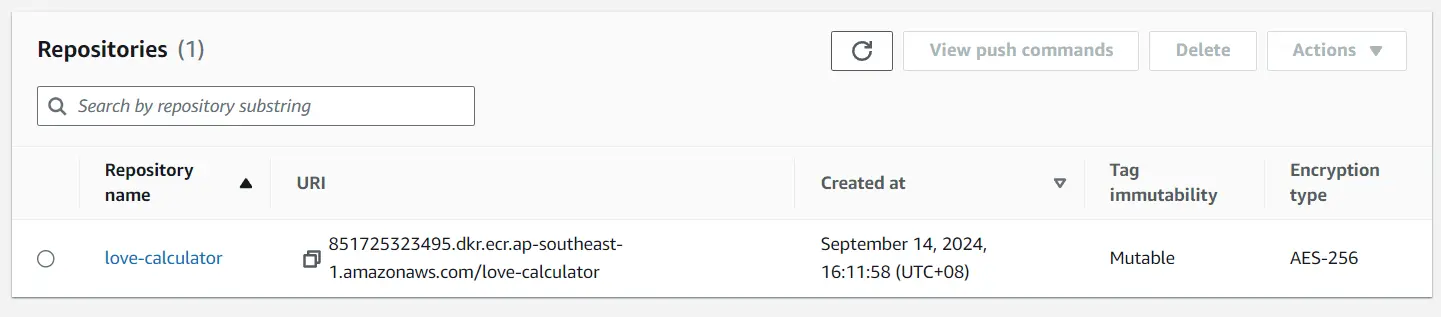 Repositories (1)
View push commands
Delete
Actions
Search by repository substring
Repository name
URI
Created at
Tag immutability
Encryption type
love-calculator
851725323495.dkr.ecr.ap-southeast-
1.amazonaws.com/love-calculator
September 14, 2024,
16:11:58 (UTC+08)
Mutable
AES-256